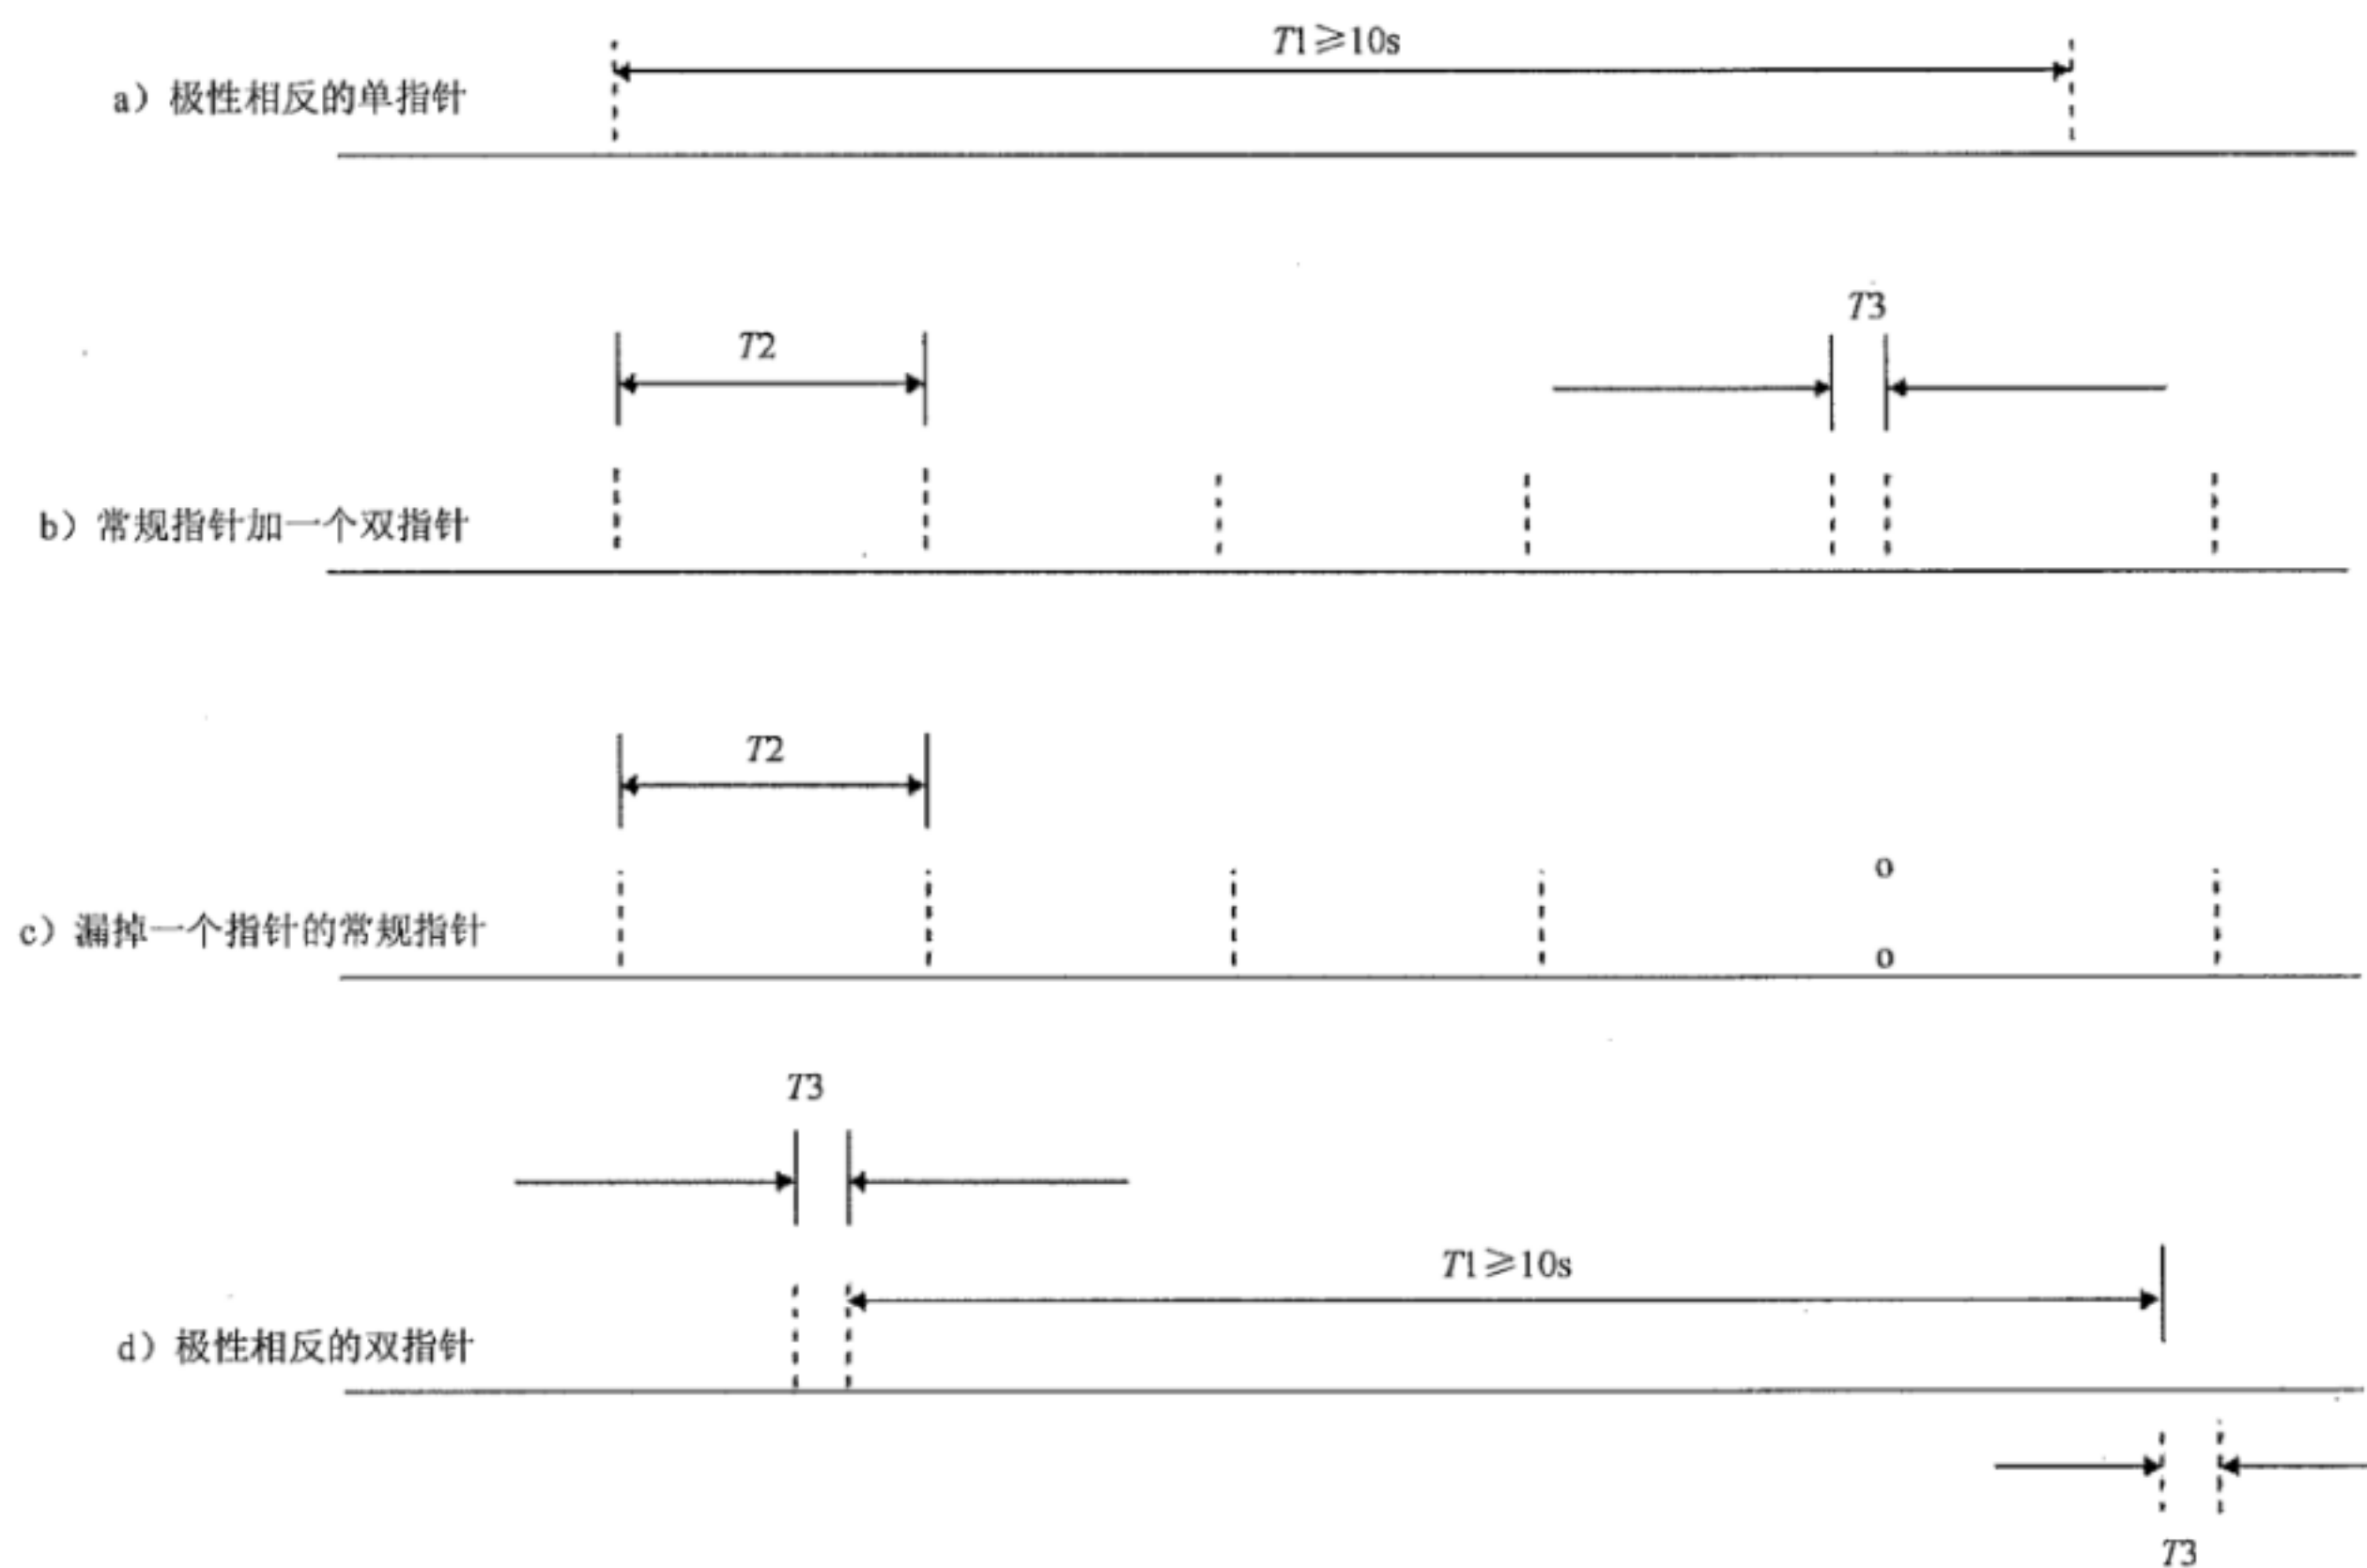 T1≥10s
a）极性相反的单指针
T3
T2
b）常规指针加一个双指针
T2
o
c）漏掉一个指针的常规指针
o
T3
T1≥10s
d）极性相反的双指针
T3